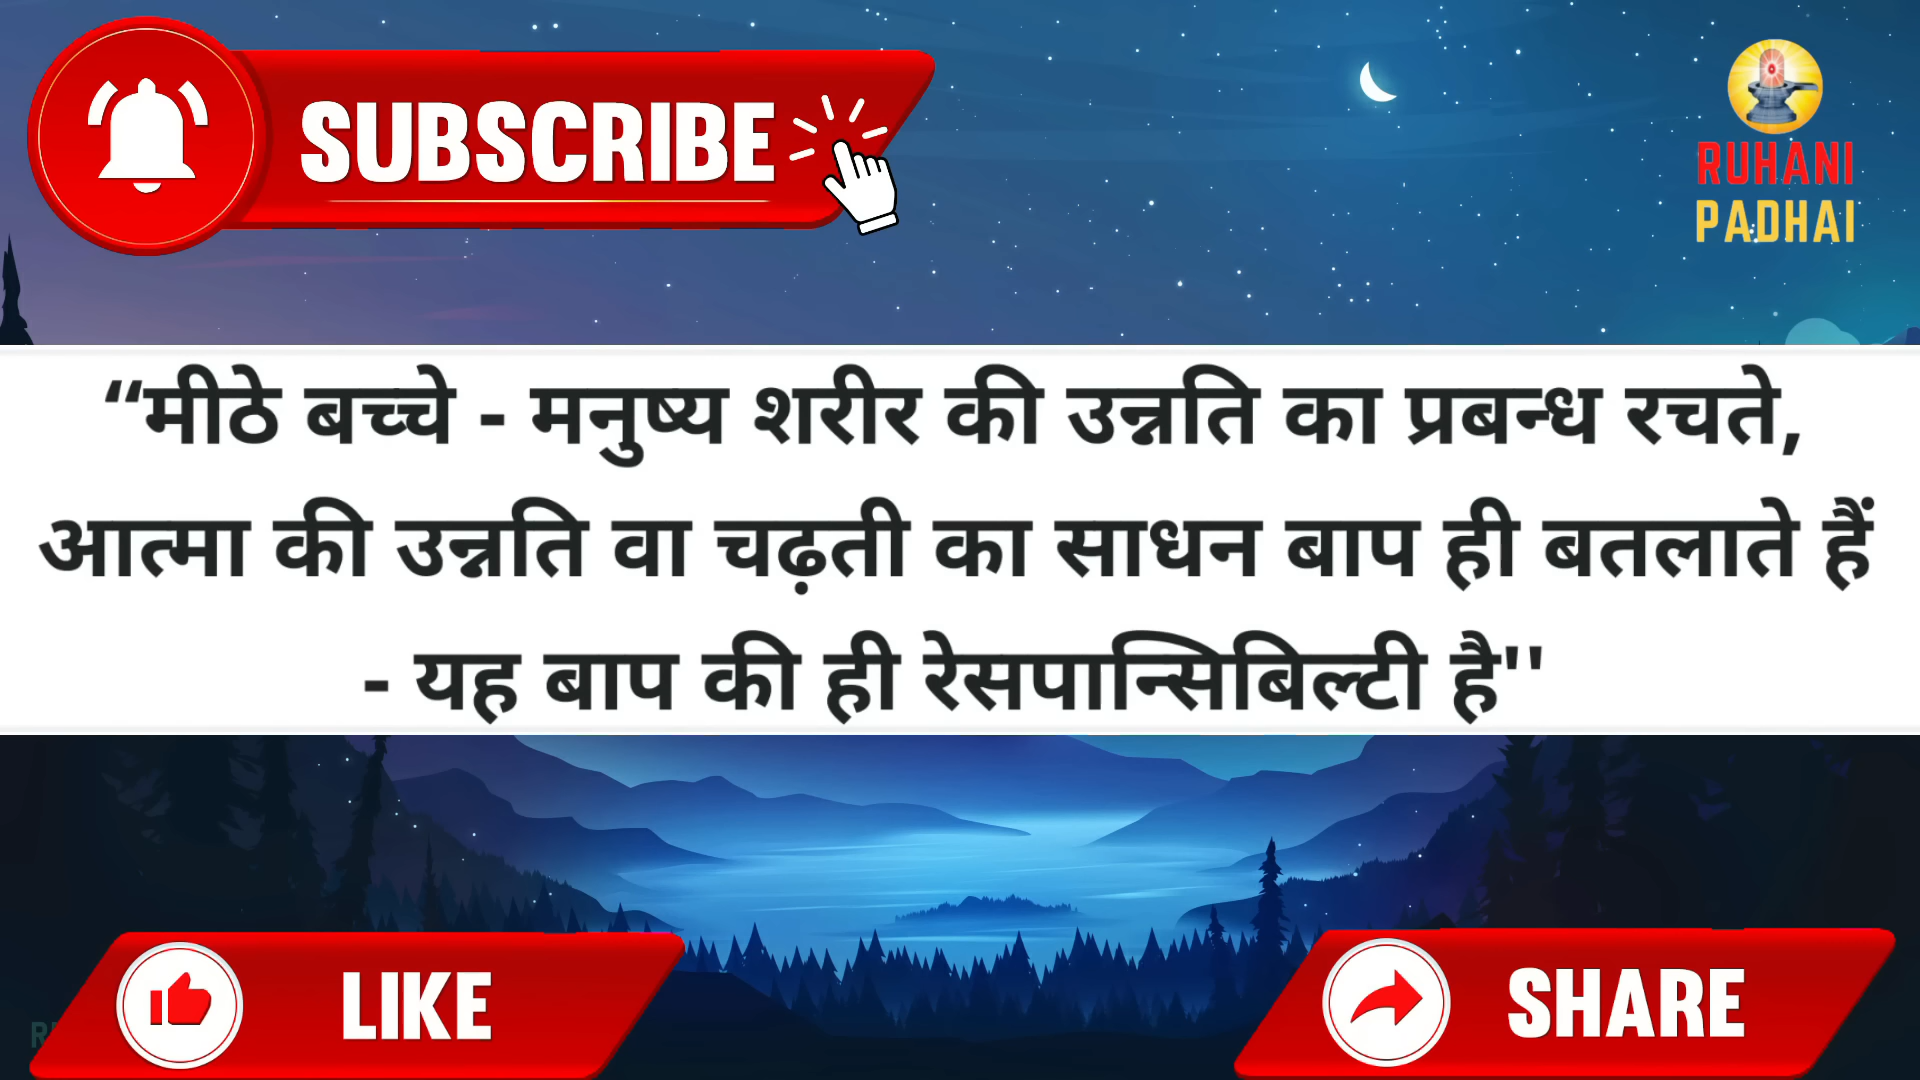 SUBSCRIBE
RUHANI
PADHAI
“मीठे बच्चे - मनुष्य शरीर की उन्नति का प्रबन्ध रचते,
आत्मा की उन्नति वा चढ़ती का साधन बाप ही बतलाते हैं
- यह बाप की ही रेसपान्सिबिल्टी है''
LIKE
SHARE